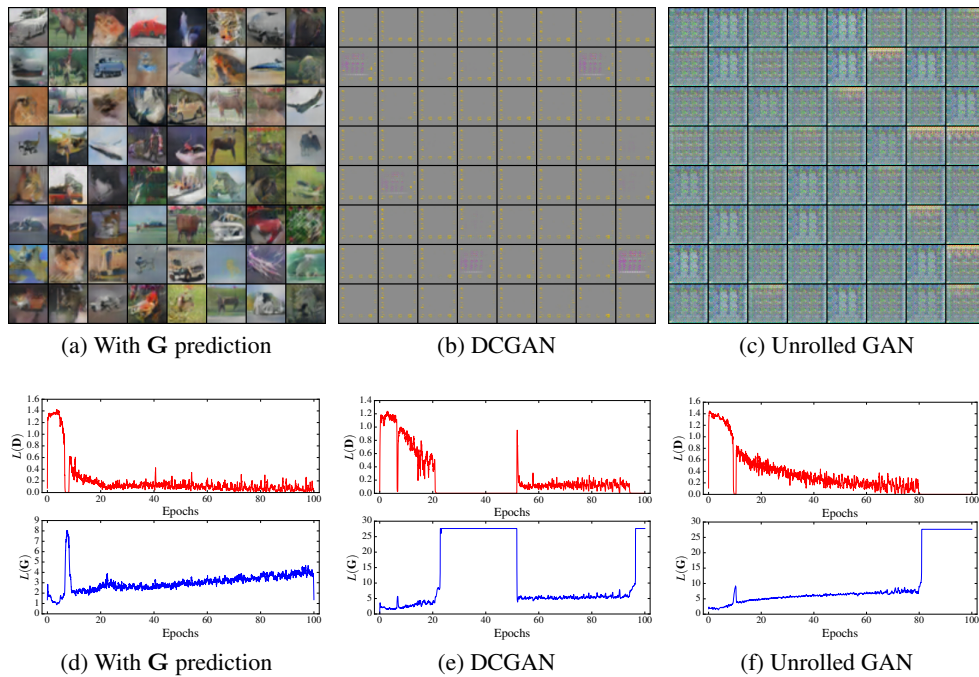 (a) With G prediction
(b) DCGAN
(c) Unrolled GAN
1.6
1.4
1.2
1.0
0.8
0.6
0.4
0.2
0.0
L(D)
0 20 40 60 80 100
Epochs
9
8
7
6
5
4
3
2
1
0
L(G)
0 20 40 60 80 100
Epochs
(d) With G prediction
1.6
1.4
1.2
1.0
0.8
0.6
0.4
0.2
0.0
L(D)
0 20 40 60 80 100
Epochs
30
25
20
15
10
5
0
L(G)
0 20 40 60 80 100
Epochs
(e) DCGAN
1.6
1.4
1.2
1.0
0.8
0.6
0.4
0.2
0.0
L(D)
0 20 40 60 80 100
Epochs
30
25
20
15
10
5
0
L(G)
0 20 40 60 80 100
Epochs
(f) Unrolled GAN